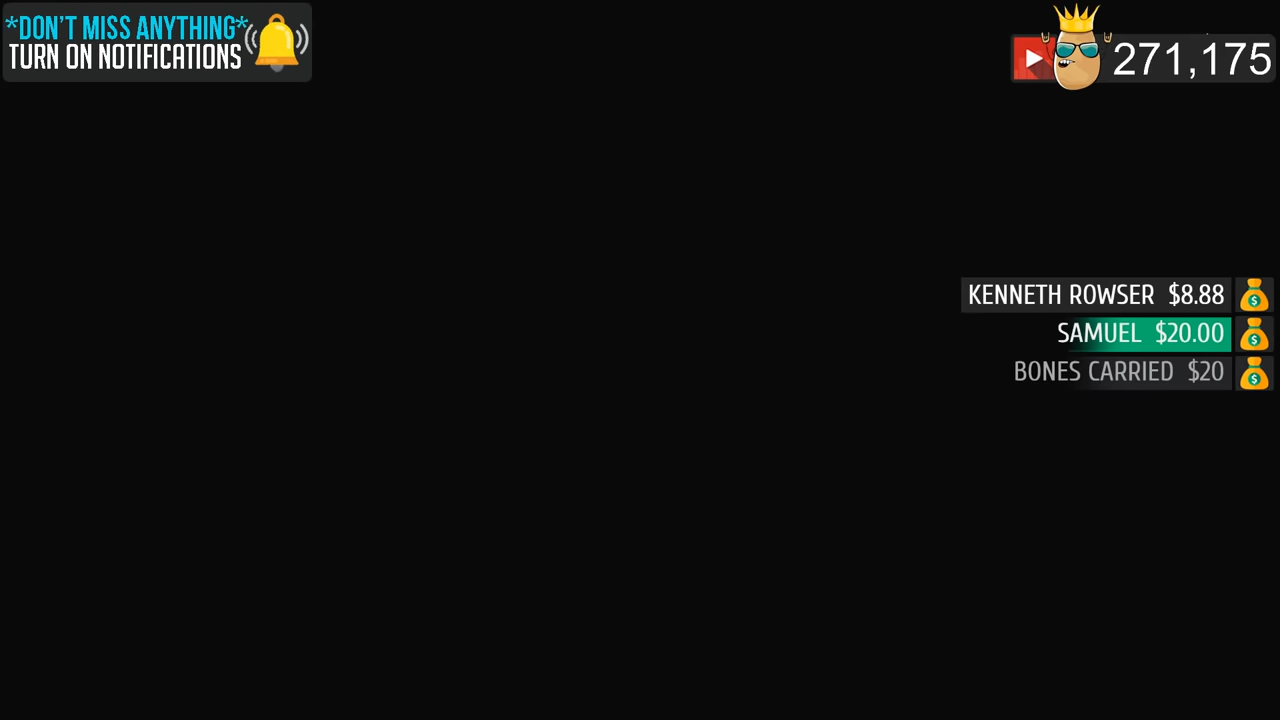 *DON'T MISS ANYTHING*
TURN ON NOTIFICATIONS
271,175
KENNETH ROWSER $8.88
SAMUEL $20.00
BONES CARRIED $20